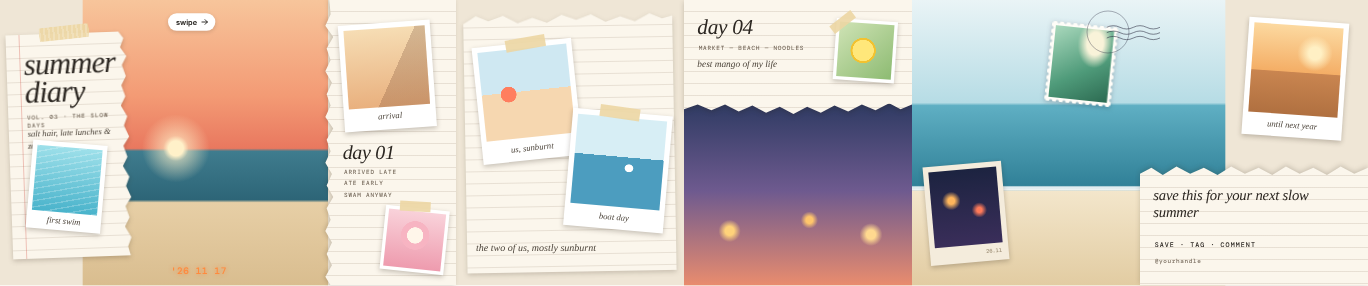 swipe →
summer
diary
VOL. 03 · THE SLOW
DAYS
salt hair, late lunches &
first swim
'26 11 17
arrival
day 01
ARRIVED LATE
ATE EARLY
SWAM ANYWAY
us, sunburnt
boat day
the two of us, mostly sunburnt
day 04
MARKET — BEACH — NOODLES
best mango of my life
26.11
until next year
save this for your next slow
summer
SAVE · TAG · COMMENT
@yourhandle